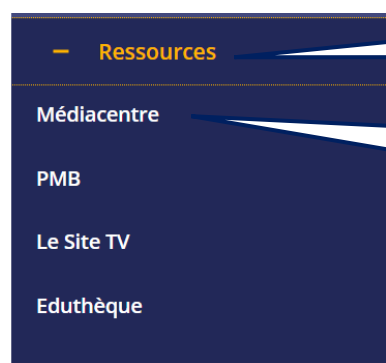 – Ressources
Médiacentre
PMB
Le Site TV
Eduthèque